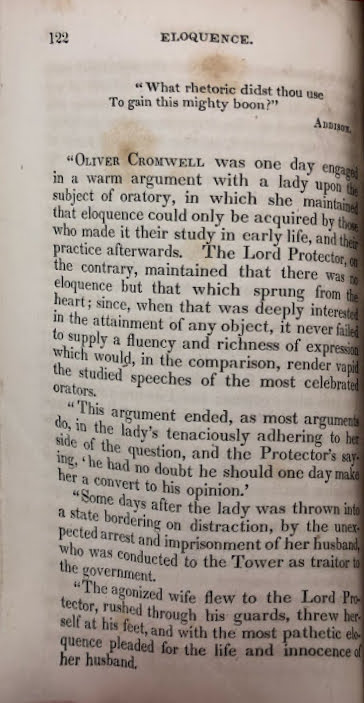 122 ELOQUENCE.
"What rhetoric didst thou use
To gain this mighty boon?"
ADDISON.
"OLIVER CROMWELL was one day engaged
in a warm argument with a lady upon the
subject of oratory, in which she maintained
that eloquence could only be acquired by those
who made it their study in early life, and their
practice afterwards. The Lord Protector, on
the contrary, maintained that there was no
eloquence but that which sprung from the
heart; since, when that was deeply interested
in the attainment of any object, it never failed
to supply a fluency and richness of expression
which would, in the comparison, render vapid
the studied speeches of the most celebrated
orators.
"This argument ended, as most arguments
do, in the lady's tenaciously adhering to her
side of the question, and the Protector's say-
ing, 'he had no doubt he should one day make
her a convert to his opinion.'
"Some days after the lady was thrown into
a state bordering on distraction, by the unex-
pected arrest and imprisonment of her husband,
who was conducted to the Tower as traitor to
the government.
"The agonized wife flew to the Lord Pro-
tector, rushed through his guards, threw her-
self at his feet, and with the most pathetic elo-
quence pleaded for the life and innocence of
her husband.